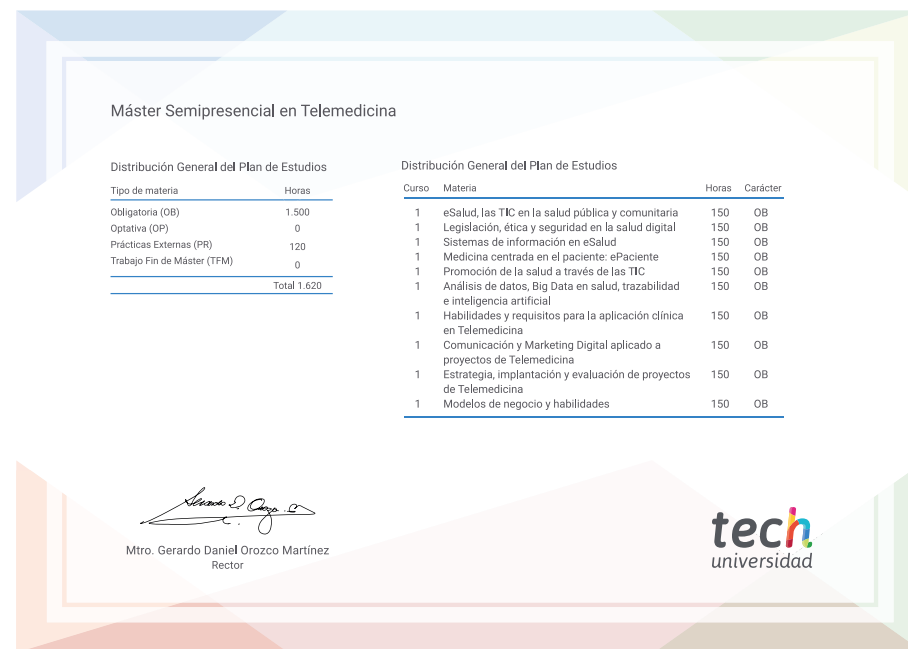 Máster Semipresencial en Telemedicina
Distribución General del Plan de Estudios
Tipo de materia Horas
Obligatoria (OB) 1.500
Optativa (OP) 0
Prácticas Externas (PR) 120
Trabajo Fin de Máster (TFM) 0
Total 1.620
Distribución General del Plan de Estudios
Curso Materia Horas Carácter
1 eSalud, las TIC en la salud pública y comunitaria 150 OB
1 Legislación, ética y seguridad en la salud digital 150 OB
1 Sistemas de información en eSalud 150 OB
1 Medicina centrada en el paciente: ePaciente 150 OB
1 Promoción de la salud a través de las TIC 150 OB
1 Análisis de datos, Big Data en salud, trazabilidad 150 OB
e inteligencia artificial
1 Habilidades y requisitos para la aplicación clínica 150 OB
en Telemedicina
1 Comunicación y Marketing Digital aplicado a 150 OB
proyectos de Telemedicina
1 Estrategia, implantación y evaluación de proyectos 150 OB
de Telemedicina
1 Modelos de negocio y habilidades 150 OB
Mtro. Gerardo Daniel Orozco Martínez
Rector
tech
universidad